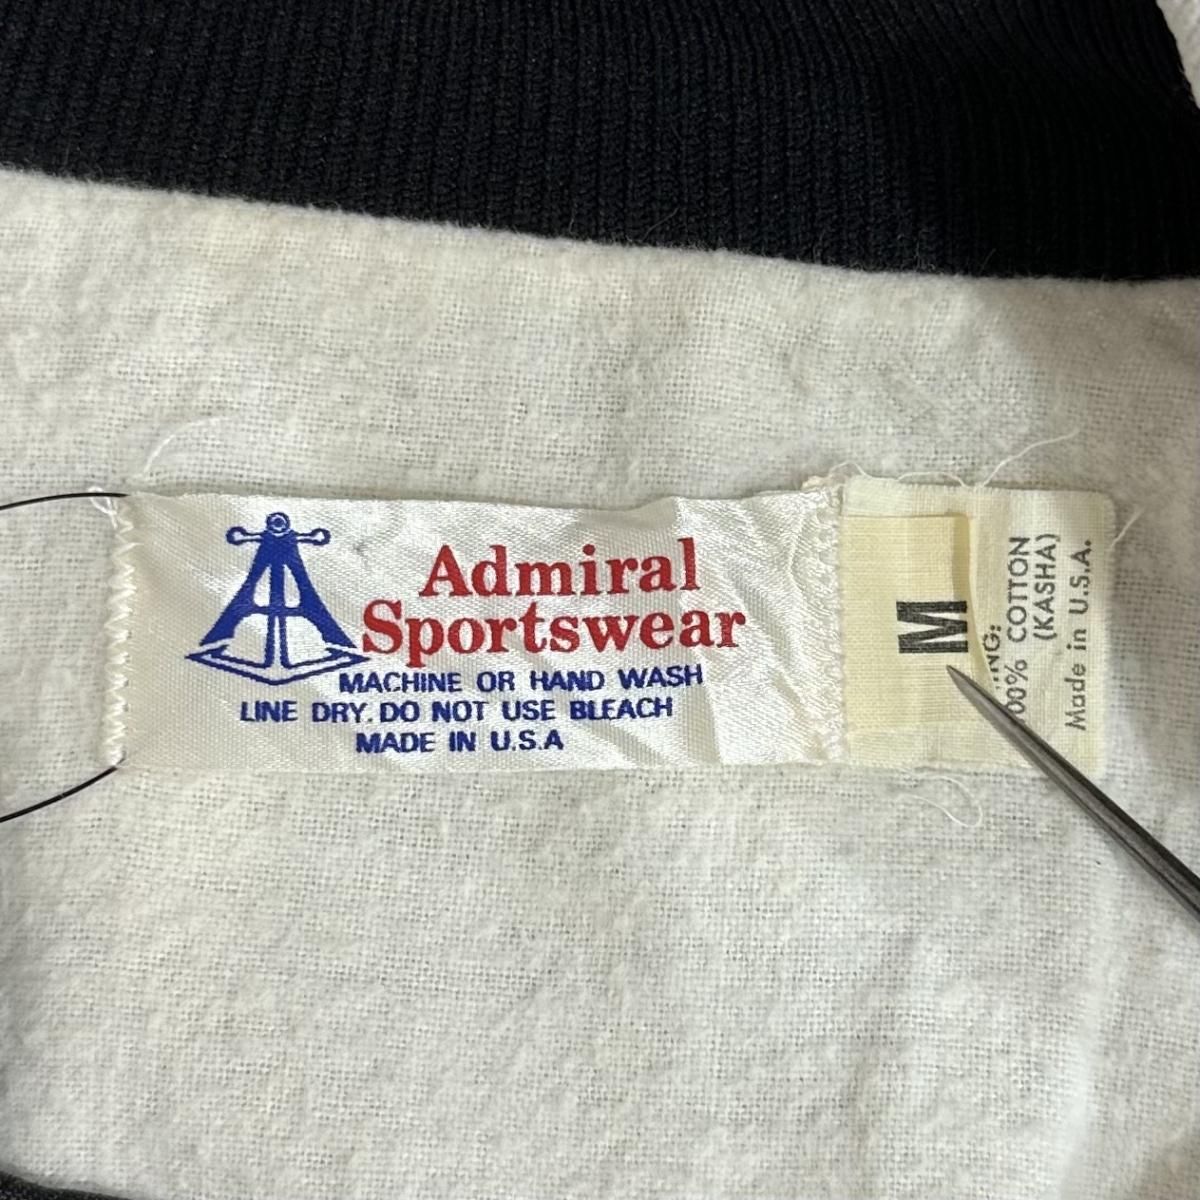 Admiral
Sportswear
MACHINE OR HAND WASH
LINE DRY. DO NOT USE BLEACH
MADE IN U.S.A
M
COTTON
(KASHA)
Made in U.S.A.